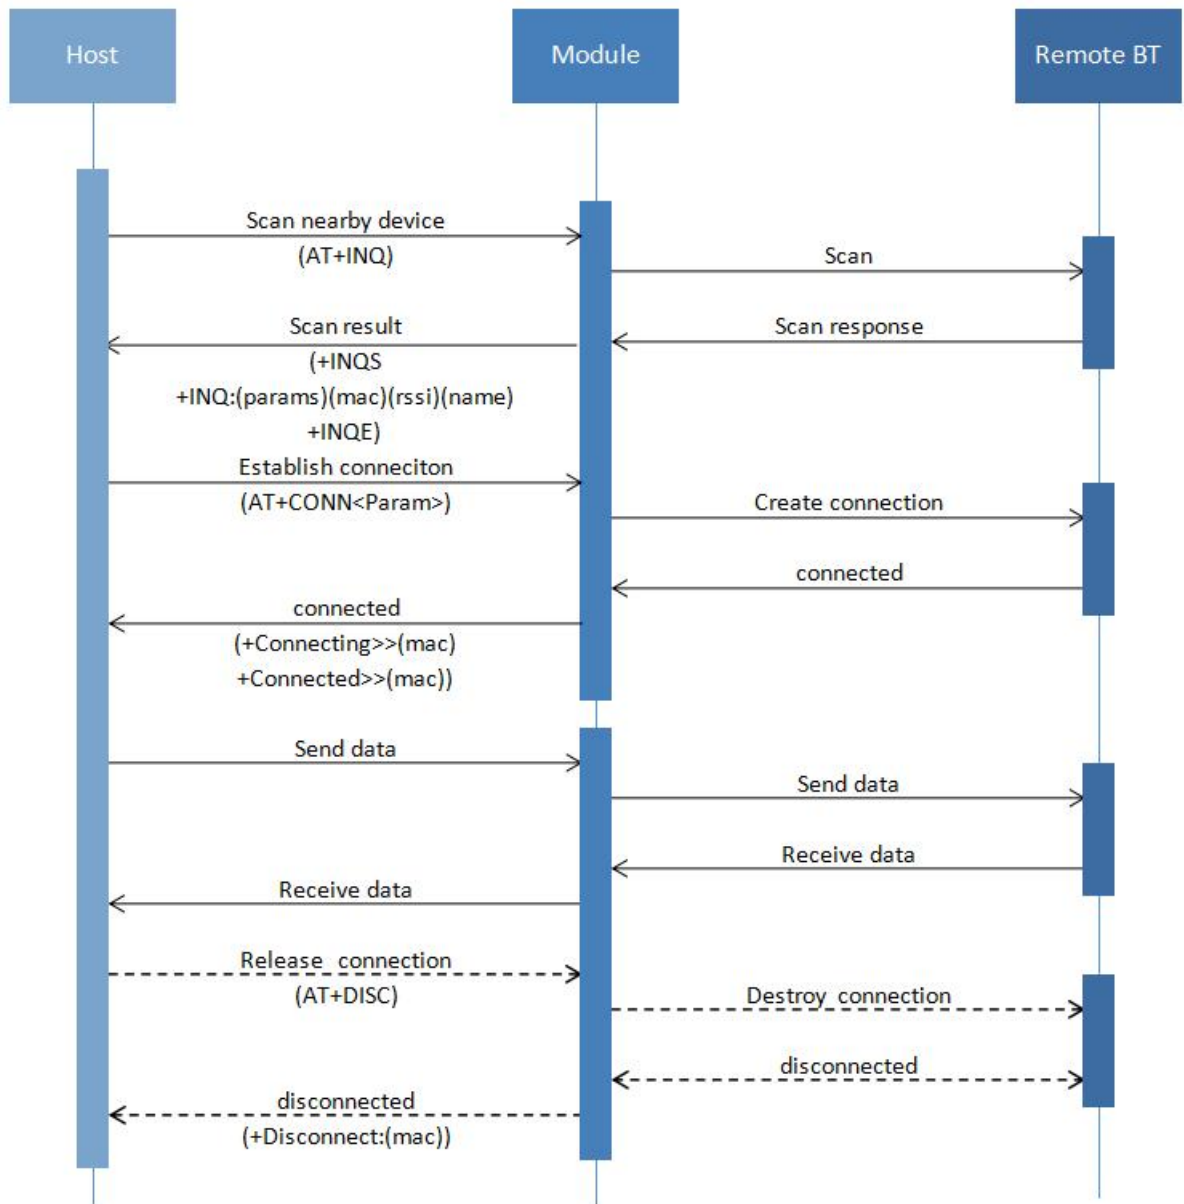 Host
Module
Remote BT
Scan nearby device
(AT+INQ)
Scan
Scan response
Scan result
(+INQS
+INQ:(params)(mac)(rssi)(name)
+INQE)
Establish conneciton
(AT+CONN<Param>)
Create connection
connected
connected
(+Connecting>>(mac)
+Connected>>(mac))
Send data
Send data
Receive data
Receive data
Release connection
(AT+DISC)
Destroy connection
disconnected
disconnected
(+Disconnect:(mac))